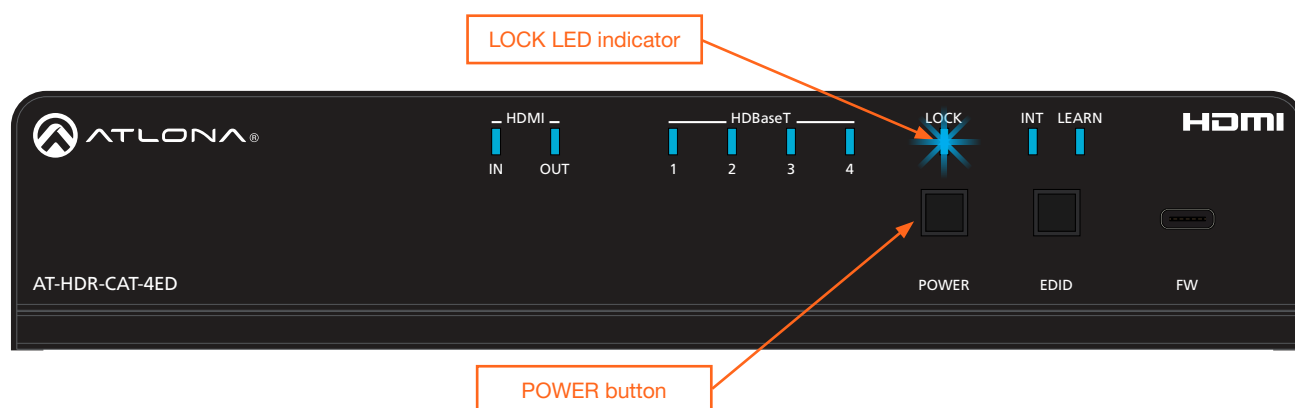 LOCK LED indicator
ATLONA®
HDMI
IN OUT
HDBaseT
1 2 3 4
LOCK
INT LEARN
HDMI
AT-HDR-CAT-4ED
POWER
EDID
FW
POWER button